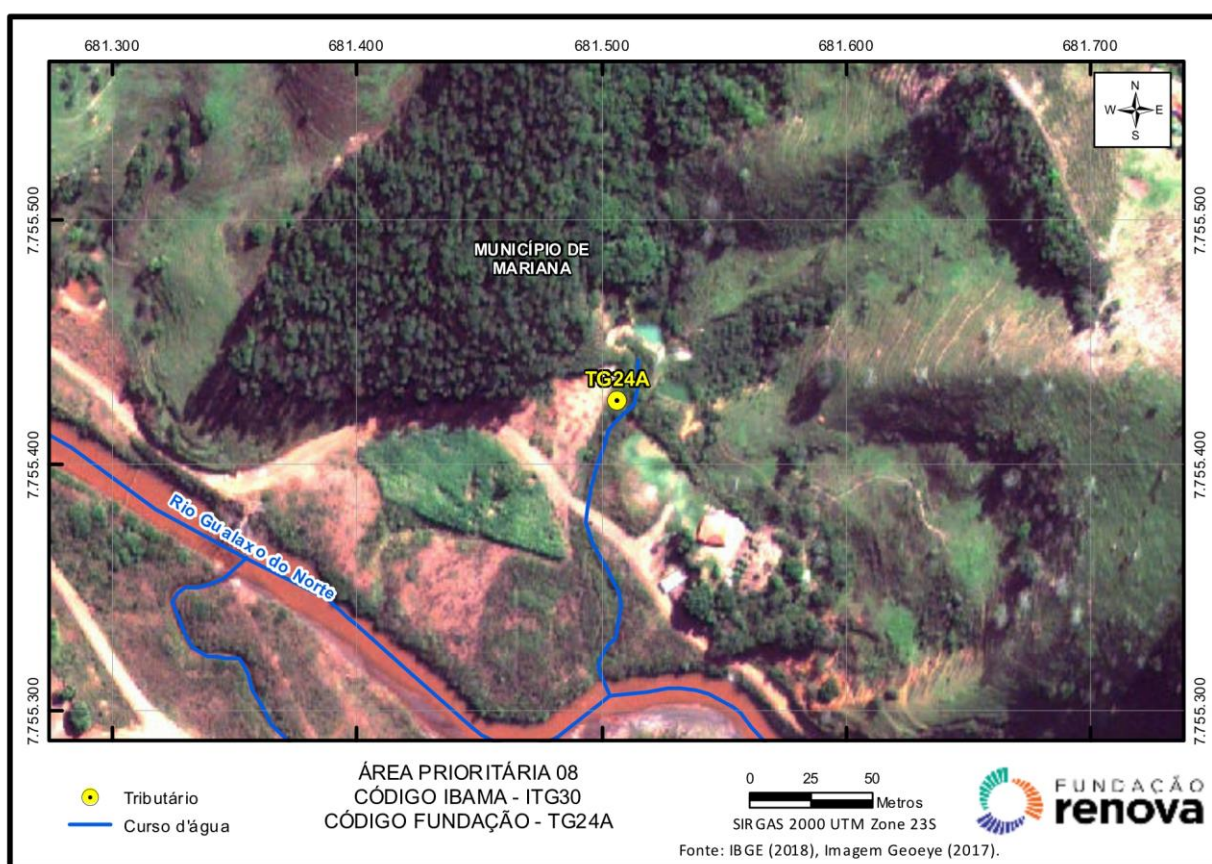 681.300 681.400 681.500 681.600 681.700
N
W E
S
7.755.500 7.755.500
MUNICÍPIO DE
MARIANA
TG24A
7.755.400 7.755.400
Rio Gualaxo do Norte
7.755.300 7.755.300
Tributário
Curso d'água
ÁREA PRIORITÁRIA 08
CÓDIGO IBAMA - ITG30
CÓDIGO FUNDAÇÃO - TG24A
0 25 50
Metros
SIRGAS 2000 UTM Zone 23S
Fonte: IBGE (2018), Imagem Geoeye (2017).
FUNDAÇÃO
renova